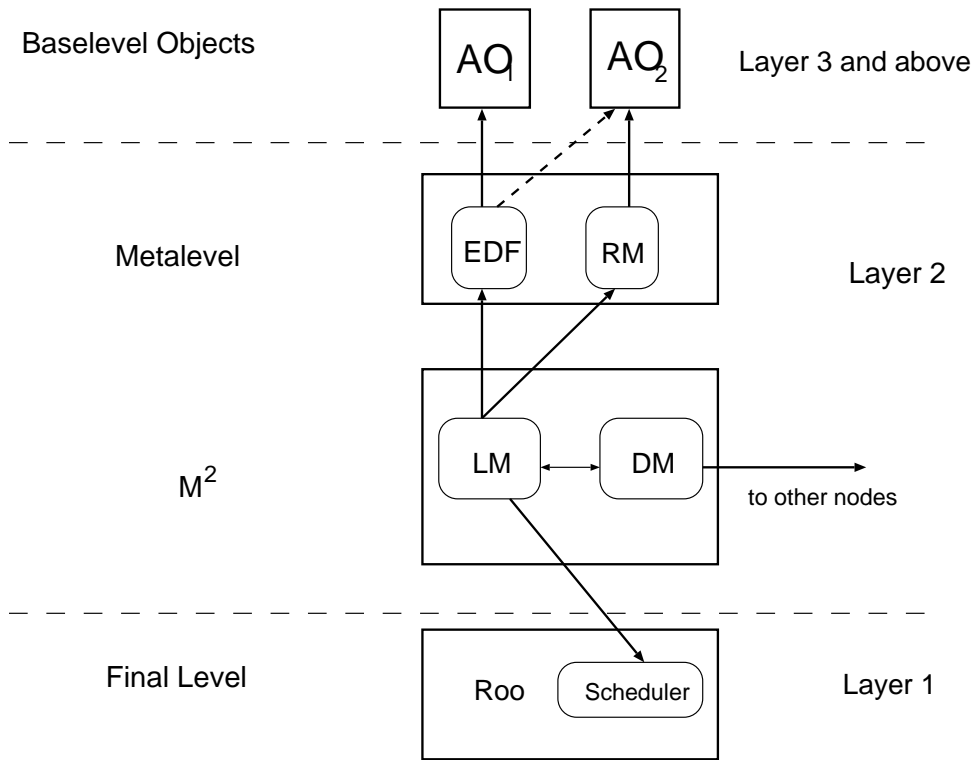 Baselevel Objects
AO1
AO2
Layer 3 and above
EDF
RM
Metalevel
Layer 2
LM
DM
M2
to other nodes
Final Level
Roo
Scheduler
Layer 1